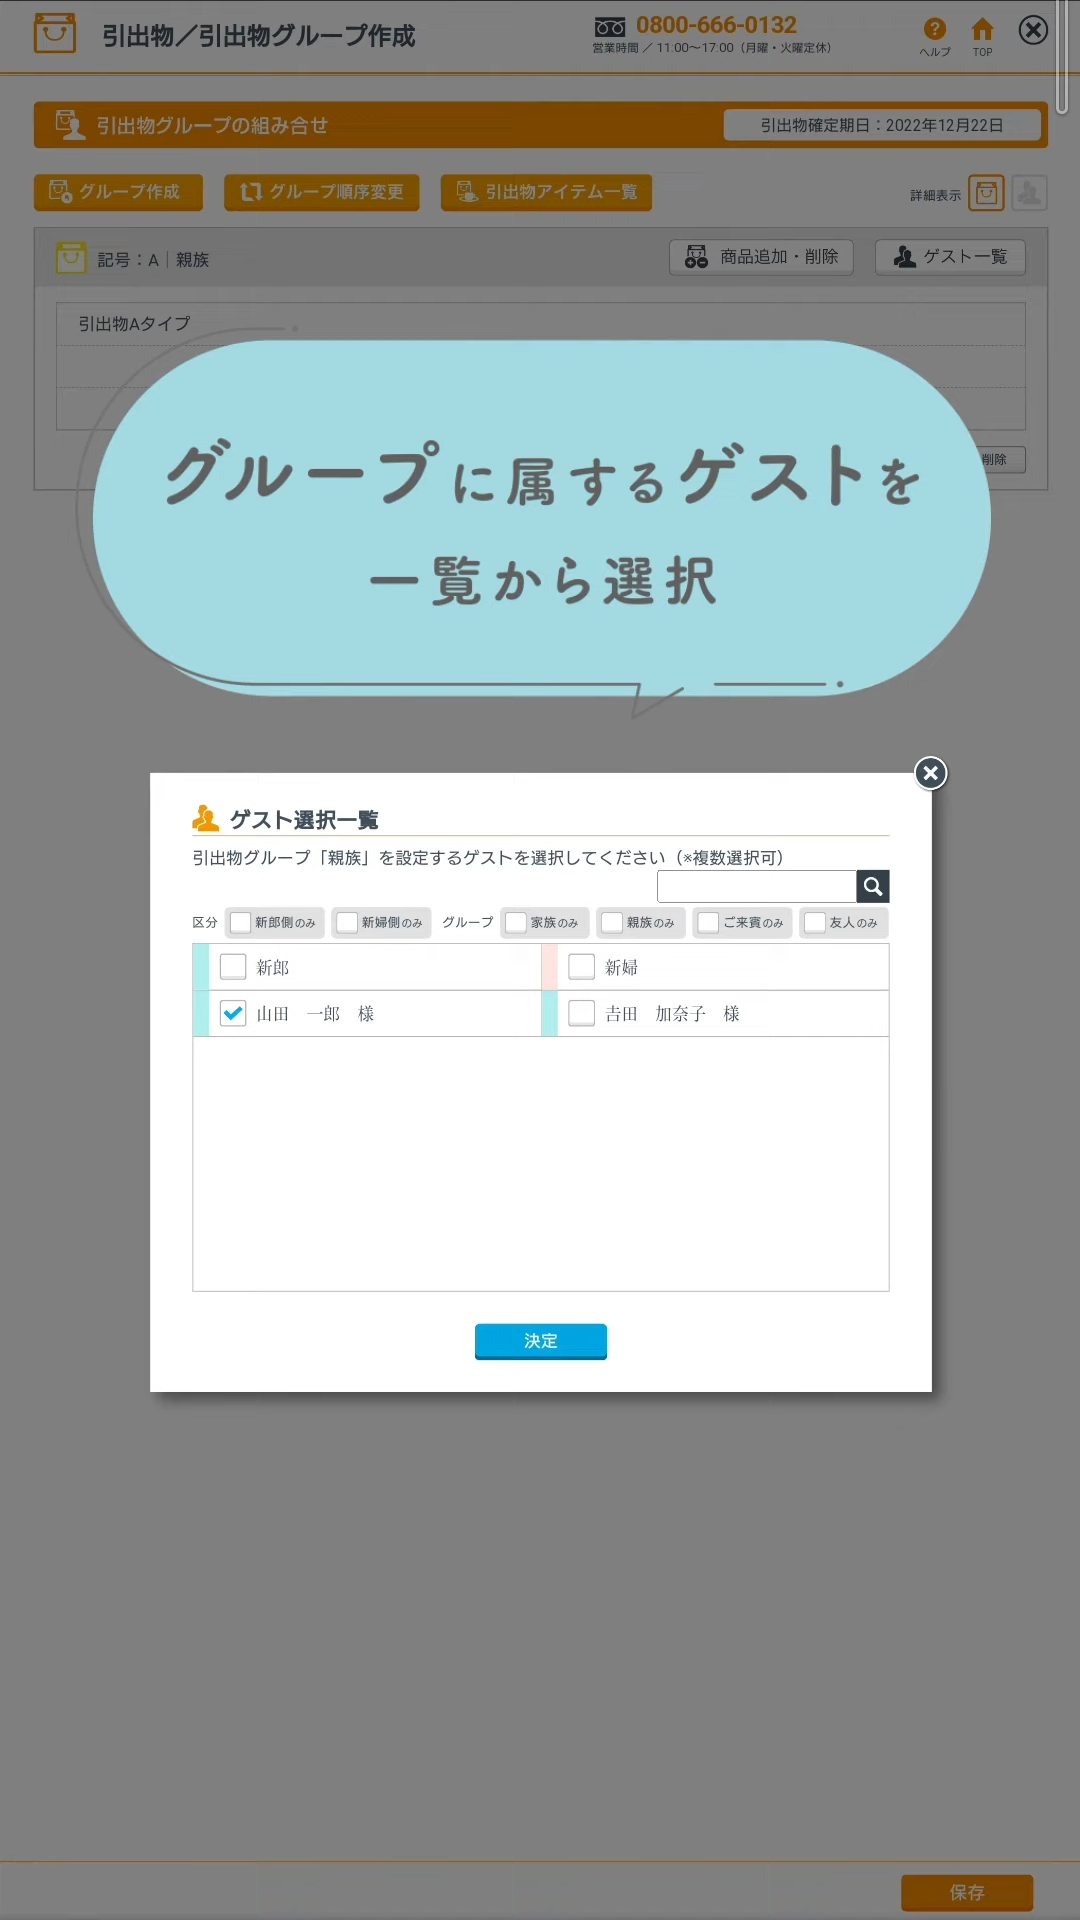 引出物／引出物グループ作成
0800-666-0132
営業時間 ／ 11:00〜17:00（月曜・火曜定休）
ヘルプ
TOP
引出物グループの組み合せ
引出物確定期日：2022年12月22日
グループ作成
グループ順序変更
引出物アイテム一覧
詳細表示
記号：A｜親族
商品追加・削除
ゲスト一覧
引出物Aタイプ
削除
グループに属するゲストを
一覧から選択
ゲスト選択一覧
引出物グループ「親族」を設定するゲストを選択してください（※複数選択可）
区分 新郎側のみ 新婦側のみ グループ 家族のみ 親族のみ ご来賓のみ 友人のみ
新郎 新婦
山田　一郎　様 吉田　加奈子　様
決定
保存